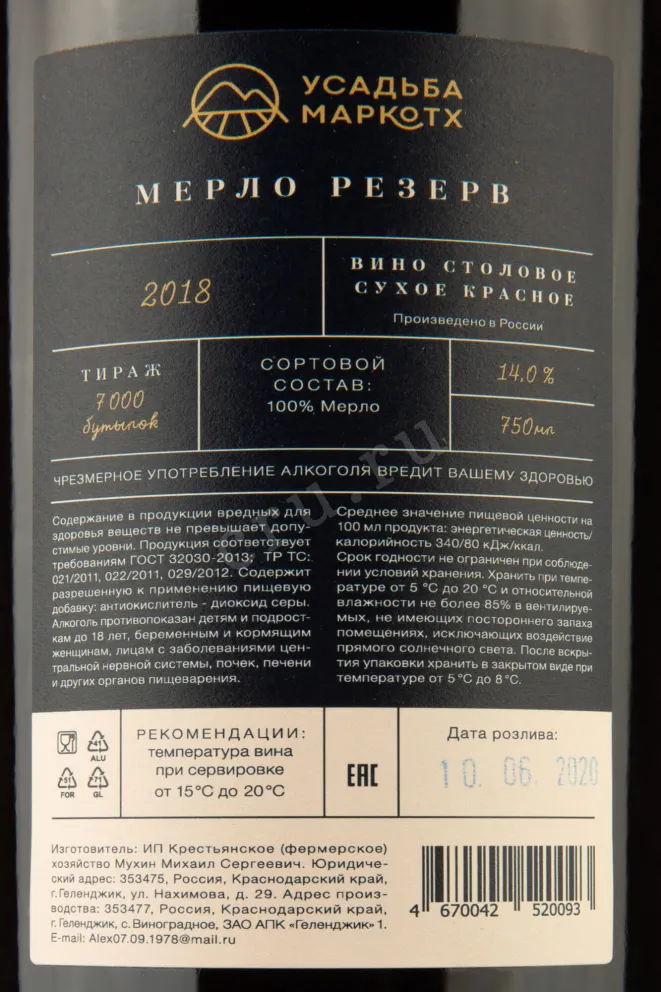 УСАДЬБА
МАРКОТХ
МЕРЛО РЕЗЕРВ
2018
ВИНО СТОЛОВОЕ
СУХОЕ КРАСНОЕ
Произведено в России
ТИРАЖ
7000
бутылок
СОРТОВОЙ
СОСТАВ:
100% Мерло
14,0 %
750мл
ЧРЕЗМЕРНОЕ УПОТРЕБЛЕНИЕ АЛКОГОЛЯ ВРЕДИТ ВАШЕМУ ЗДОРОВЬЮ
Содержание в продукции вредных для
здоровья веществ не превышает допу-
стимые уровни. Продукция соответствует
требованиям ГОСТ 32030-2013; ТР ТС:
021/2011, 022/2011, 029/2012. Содержит
разрешенную к применению пищевую
добавку: антиокислитель - диоксид серы.
Алкоголь противопоказан детям и подрост-
кам до 18 лет, беременным и кормящим
женщинам, лицам с заболеваниями цен-
тральной нервной системы, почек, печени
и других органов пищеварения.
Среднее значение пищевой ценности на
100 мл продукта: энергетическая ценность/
калорийность 340/80 кДж/ккал.
Срок годности не ограничен при соблюде-
нии условий хранения. Хранить при темпе-
ратуре от 5 °С до 20 °С и относительной
влажности не более 85% в вентилируе-
мых, не имеющих постороннего запаха
помещениях, исключающих воздействие
прямого солнечного света. После вскры-
тия упаковки хранить в закрытом виде при
температуре от 5 °С до 8 °С.
41
ALU
51
FOR
71
GL
РЕКОМЕНДАЦИИ:
температура вина
при сервировке
от 15°С до 20°С
EAC
Дата розлива:
10. 06. 2020
Изготовитель: ИП Крестьянское (фермерское)
хозяйство Мухин Михаил Сергеевич. Юридиче-
ский адрес: 353475, Россия, Краснодарский край,
г. Геленджик, ул. Нахимова, д. 29. Адрес произ-
водства: 353477, Россия, Краснодарский край,
г. Геленджик, с. Виноградное, ЗАО АПК «Геленджик» 1.
E-mail: Alex07.09.1978@mail.ru
4 670042 520093
cru.ru